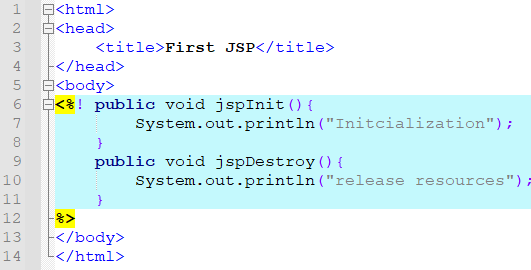 1 <html>
2 <head>
3 <title>First JSP</title>
4 </head>
5 <body>
6 <%! public void jspInit(){
7 System.out.println("Initcialization");
8 }
9 public void jspDestroy(){
10 System.out.println("release resources");
11 }
12 %>
13 </body>
14 </html>